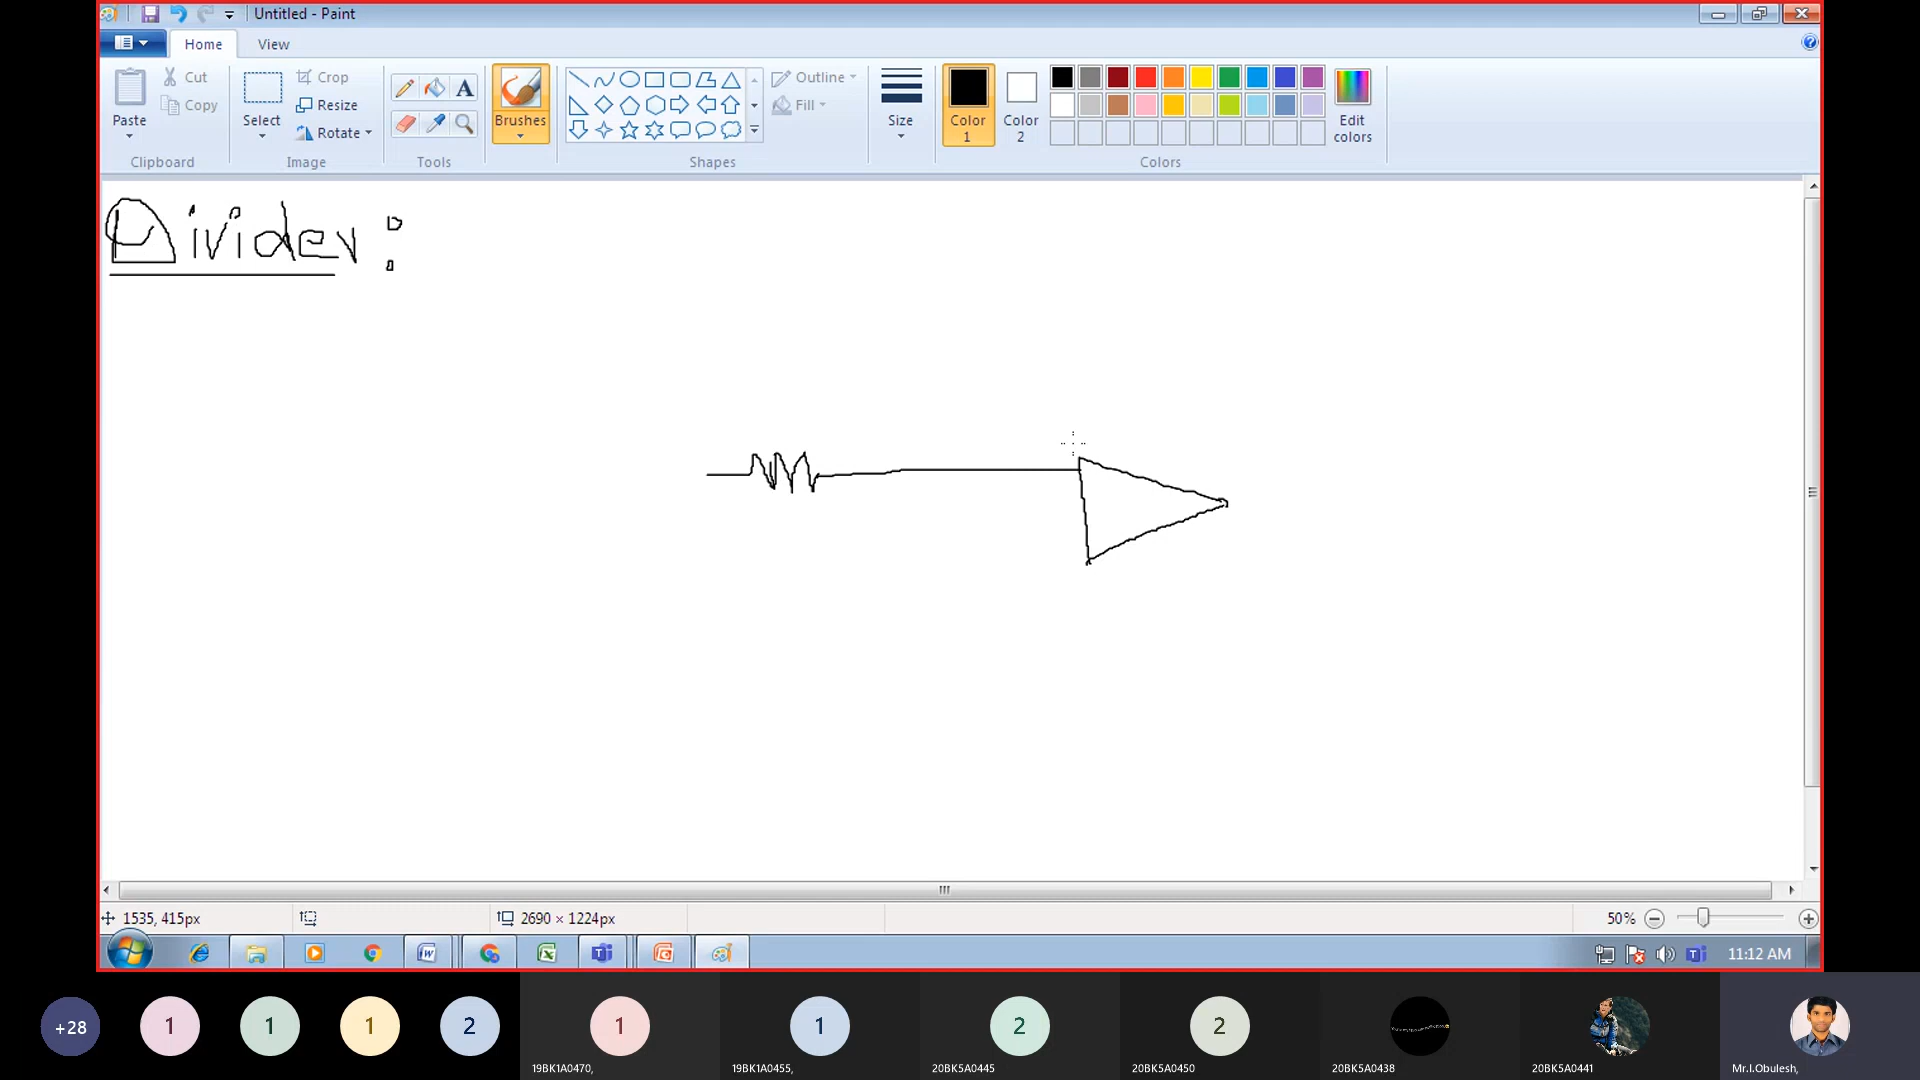 Untitled - Paint
Home View
Paste
Cut
Copy
Clipboard
Select
Crop
Resize
Rotate
Image
Tools
Brushes
Shapes
Outline
Fill
Size
Color 1
Color 2
Edit colors
Colors
Divider :
1535, 415px
2690 × 1224px
50%
11:12 AM
+28
1
1
1
2
1
1
2
2
19BK1A0470,
19BK1A0455,
20BK5A0445
20BK5A0450
20BK5A0438
20BK5A0441
Mr.I.Obulesh,